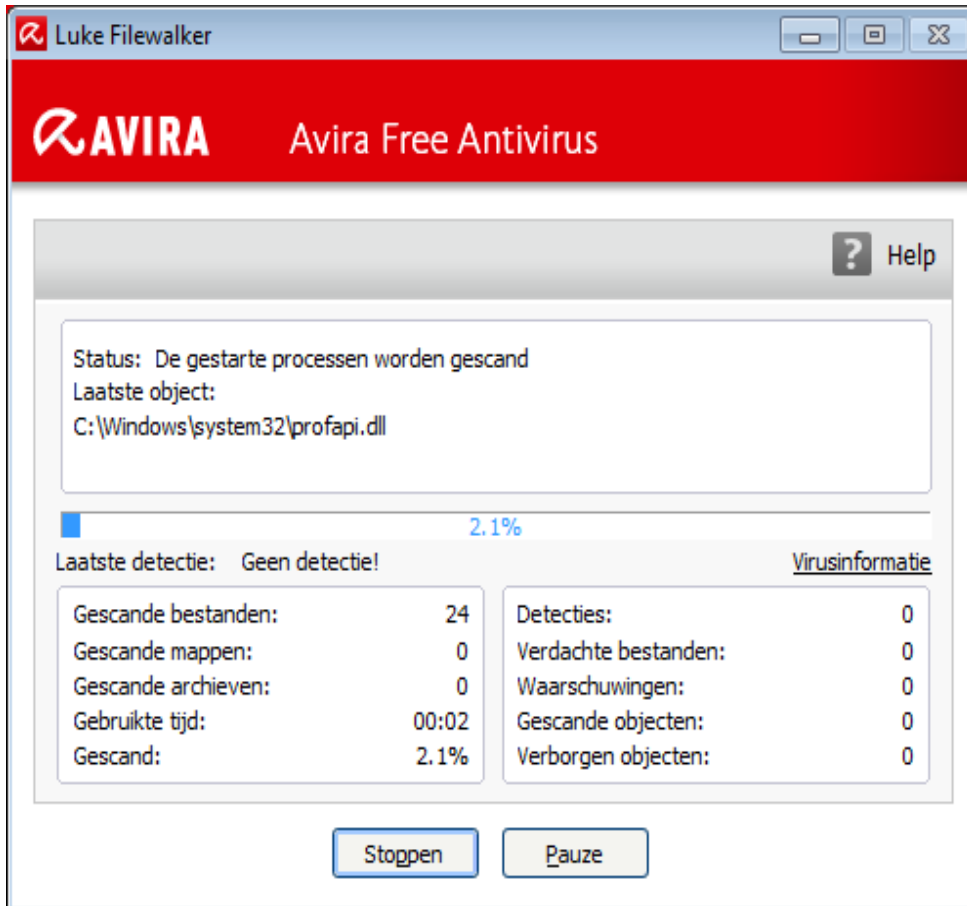 Luke Filewalker
AVIRA Avira Free Antivirus
? Help
Status: De gestarte processen worden gescand
Laatste object:
C:\Windows\system32\profapi.dll
2.1%
Laatste detectie: Geen detectie! Virusinformatie
Gescande bestanden: 24
Gescande mappen: 0
Gescande archieven: 0
Gebruikte tijd: 00:02
Gescand: 2.1%
Detecties: 0
Verdachte bestanden: 0
Waarschuwingen: 0
Gescande objecten: 0
Verborgen objecten: 0
Stoppen Pauze